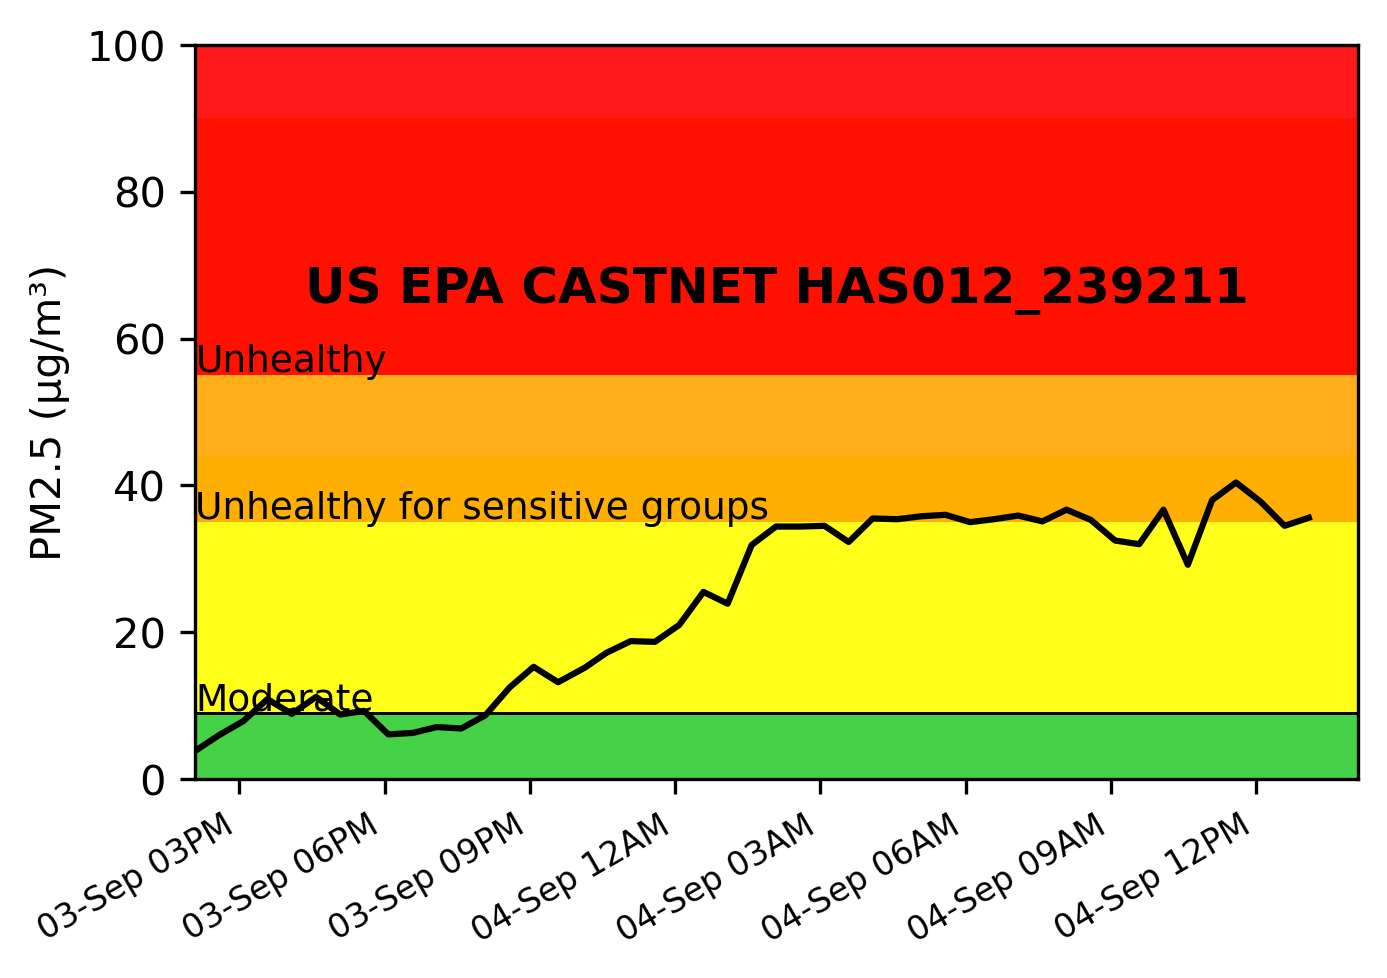 100
80
60
40
20
0
PM2.5 (µg/m³)
US EPA CASTNET HAS012_239211
Unhealthy
Unhealthy for sensitive groups
Moderate
03-Sep 03PM
03-Sep 06PM
03-Sep 09PM
04-Sep 12AM
04-Sep 03AM
04-Sep 06AM
04-Sep 09AM
04-Sep 12PM